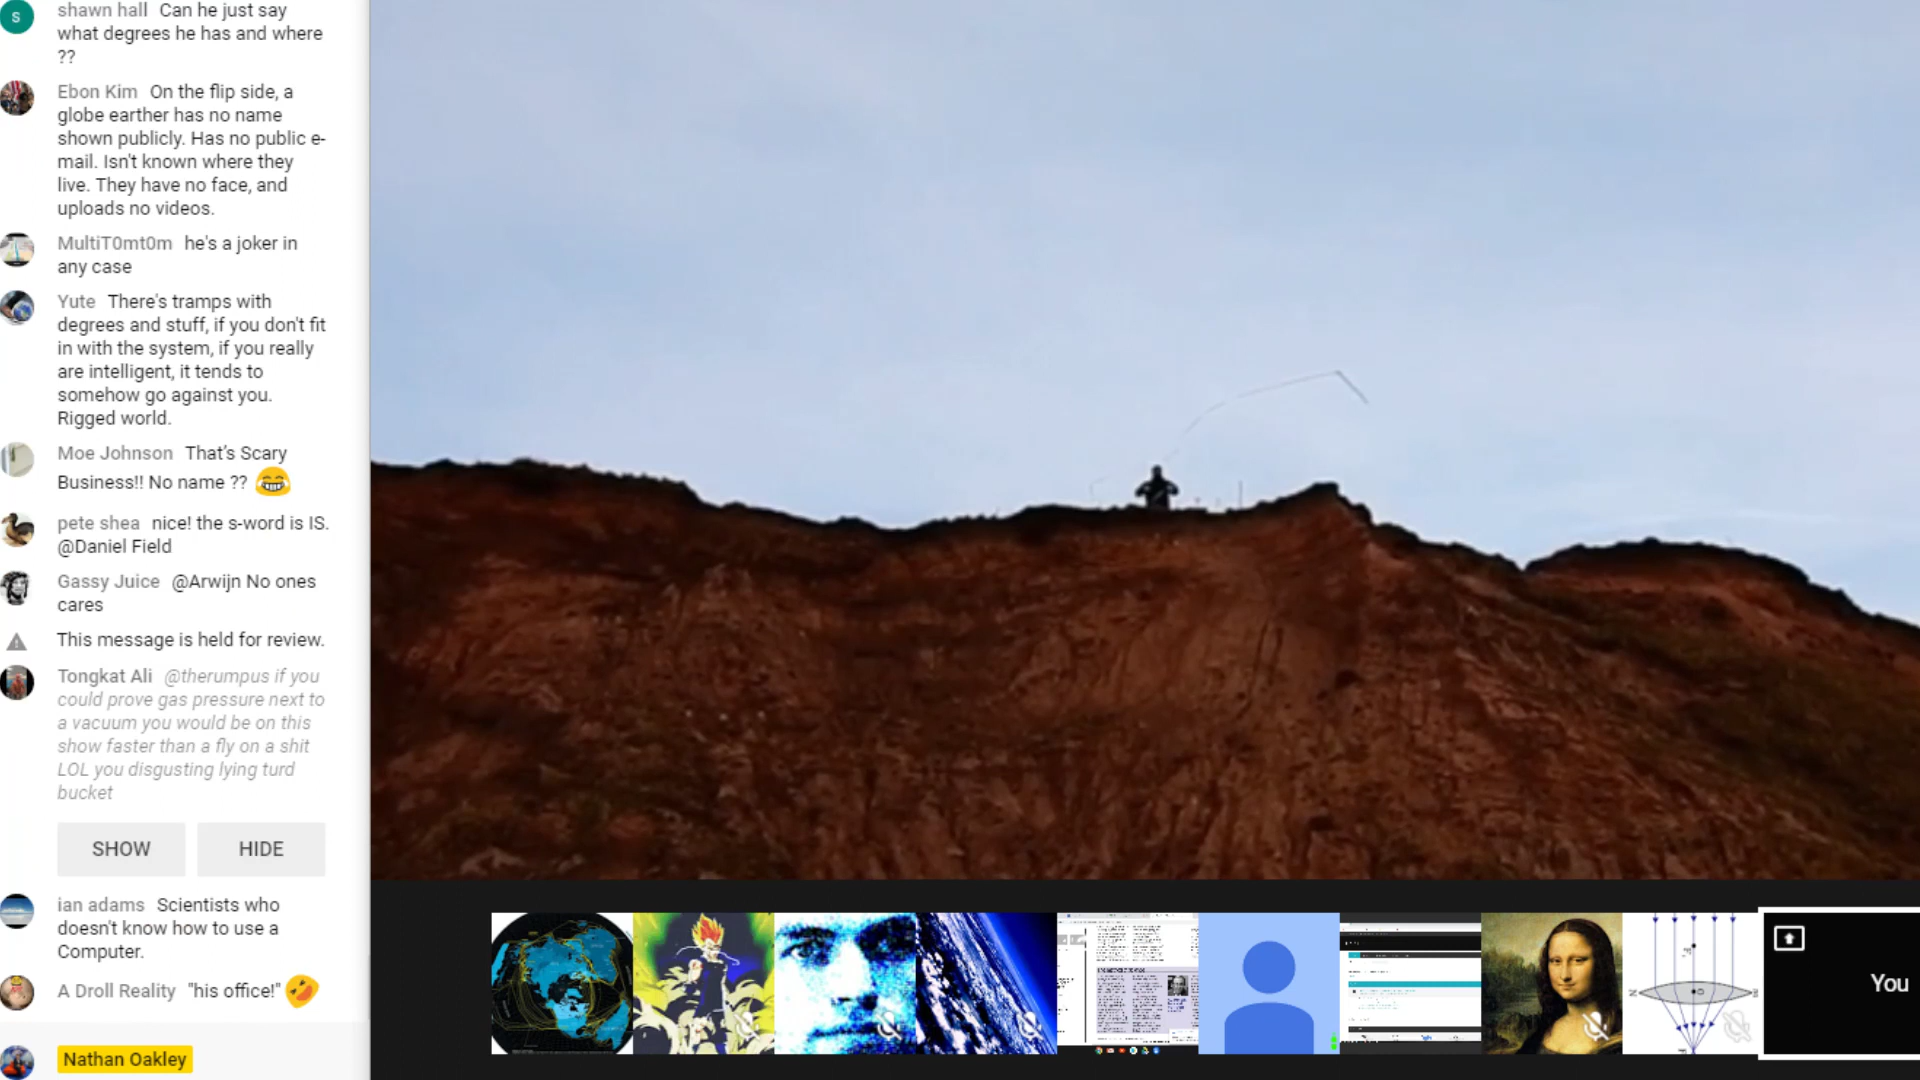 shawn hall Can he just say
what degrees he has and where
??
Ebon Kim On the flip side, a
globe earther has no name
shown publicly. Has no public e-
mail. Isn't known where they
live. They have no face, and
uploads no videos.
MultiT0mt0m he's a joker in
any case
Yute There's tramps with
degrees and stuff, if you don't fit
in with the system, if you really
are intelligent, it tends to
somehow go against you.
Rigged world.
Moe Johnson That’s Scary
Business!! No name ?? 😂
pete shea nice! the s-word is IS.
@Daniel Field
Gassy Juice @Arwijn No ones
cares
This message is held for review.
Tongkat Ali @therumpus if you
could prove gas pressure next to
a vacuum you would be on this
show faster than a fly on a shit
LOL you disgusting lying turd
bucket
SHOW HIDE
ian adams Scientists who
doesn't know how to use a
Computer.
A Droll Reality "his office!" 🤣
Nathan Oakley
S
You